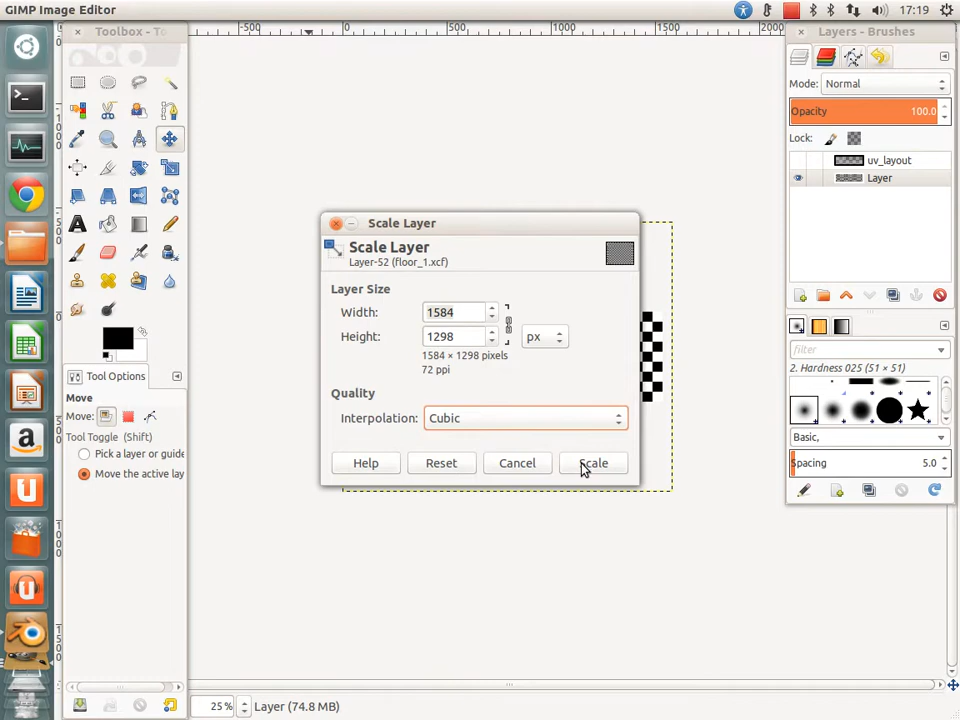 GIMP Image Editor
17:19
Toolbox - To
-500
0
500
1000
1500
2000
Layers - Brushes
Mode: Normal
Opacity 100.0
Lock:
uv_layout
Layer
Scale Layer
Scale Layer
Layer-52 (floor_1.xcf)
Layer Size
Width: 1584
Height: 1298 px
1584 × 1298 pixels
72 ppi
Quality
Interpolation: Cubic
Help Reset Cancel Scale
filter
2. Hardness 025 (51 × 51)
Basic,
Spacing 5.0
Tool Options
Move
Move:
Tool Toggle (Shift)
Pick a layer or guide
Move the active lay
25 % Layer (74.8 MB)